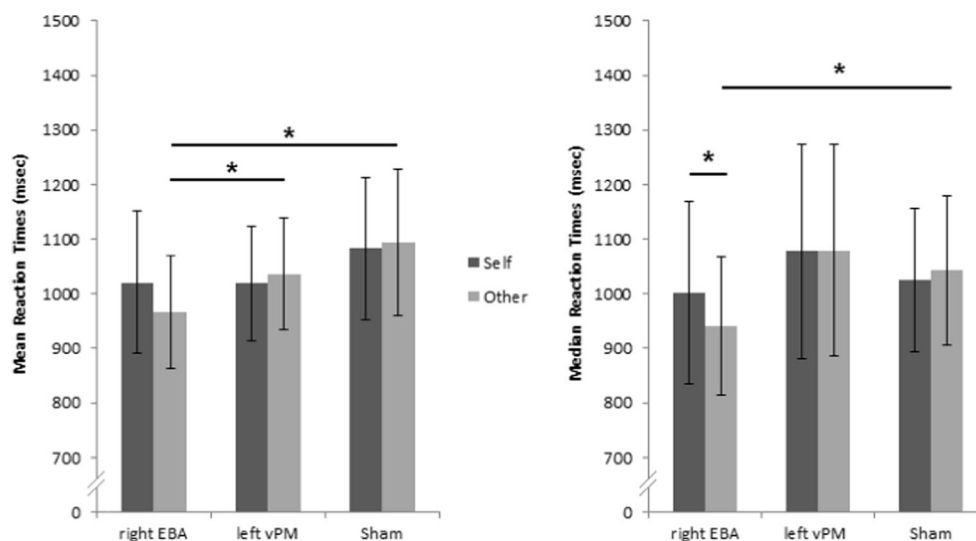 Mean Reaction Times (msec)
1500
1400
1300
1200
1100
1000
900
800
700
0
*
*
right EBA
left vPM
Sham
Self
Other
Median Reaction Times (msec)
1500
1400
1300
1200
1100
1000
900
800
700
0
*
*
right EBA
left vPM
Sham